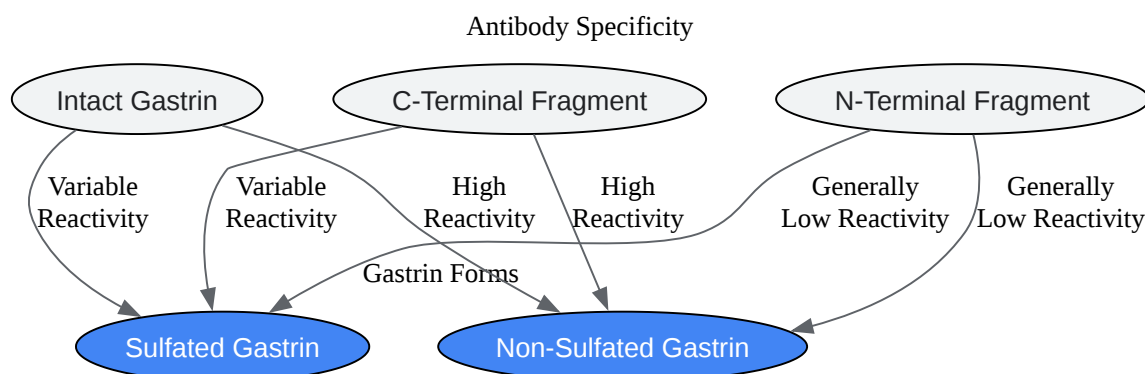 Antibody Specificity
Intact Gastrin
C-Terminal Fragment
N-Terminal Fragment
Variable
Reactivity
Variable
Reactivity
High
Reactivity
High
Reactivity
Generally
Low Reactivity
Generally
Low Reactivity
Gastrin Forms
Sulfated Gastrin
Non-Sulfated Gastrin